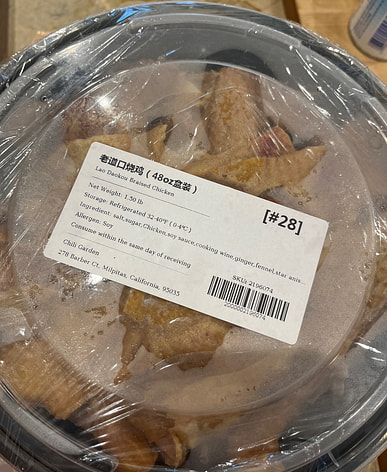 老道口烧鸡（48oz盒装）
Lao Daokou Braised Chicken
[#28]
Net Weight: 1.50 lb
Storage: Refrigerated 32-40°F ( 0-4°C )
Ingredient: salt,sugar,Chicken,soy sauce,cooking wine,ginger,fennel,star anis...
Allergen: Soy
Consume within the same day of receiving
SKU: 2196074
Chili Garden
278 Barber Ct, Milpitas, California, 95035
0000002196074